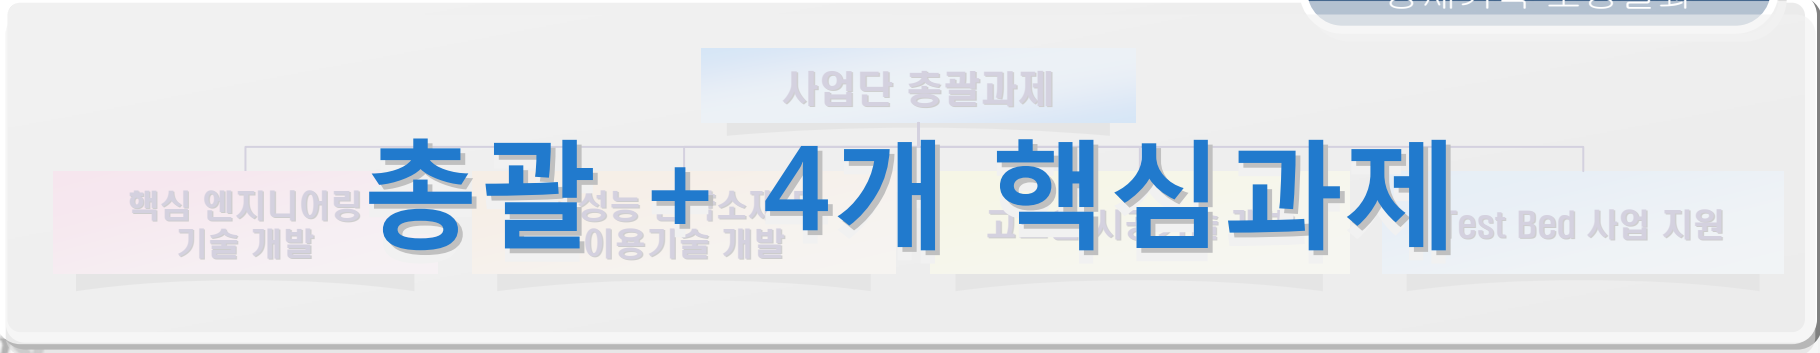 사업단 총괄과제
총괄 + 4개 핵심과제
핵심 엔지니어링
기술 개발
이용기술 개발
Test Bed 사업 지원